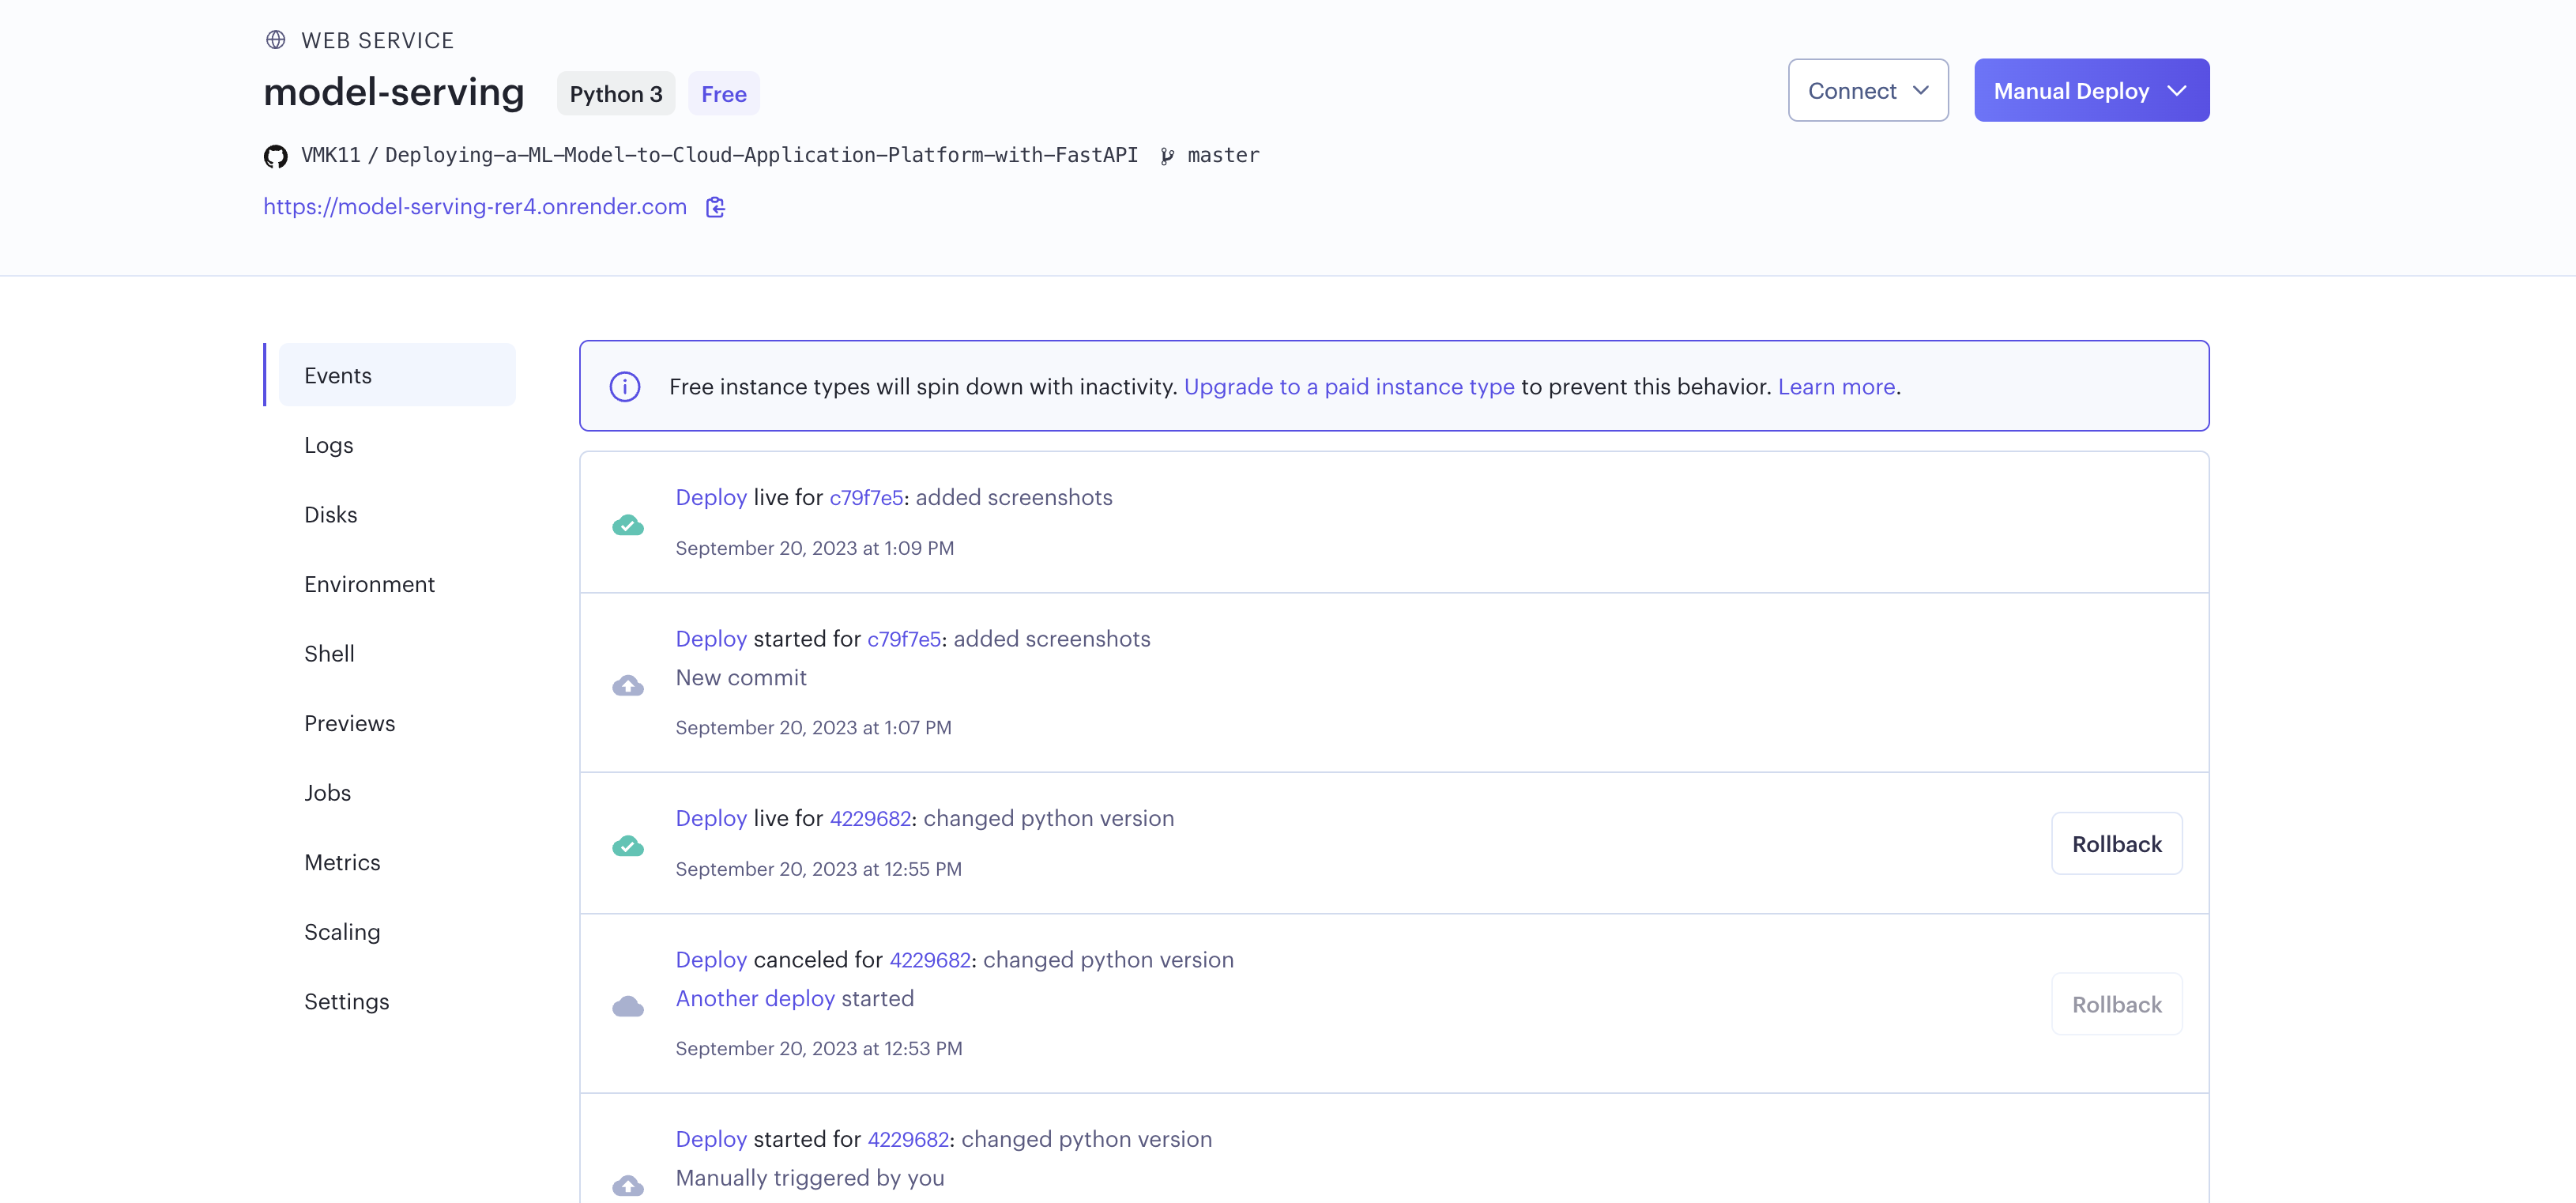 WEB SERVICE
model-serving Python 3 Free
Connect Manual Deploy
VMK11 / Deploying-a-ML-Model-to-Cloud-Application-Platform-with-FastAPI master
https://model-serving-rer4.onrender.com
Events
Logs
Disks
Environment
Shell
Previews
Jobs
Metrics
Scaling
Settings
Free instance types will spin down with inactivity. Upgrade to a paid instance type to prevent this behavior. Learn more.
Deploy live for c79f7e5: added screenshots
September 20, 2023 at 1:09 PM
Deploy started for c79f7e5: added screenshots
New commit
September 20, 2023 at 1:07 PM
Deploy live for 4229682: changed python version
September 20, 2023 at 12:55 PM
Rollback
Deploy canceled for 4229682: changed python version
Another deploy started
September 20, 2023 at 12:53 PM
Rollback
Deploy started for 4229682: changed python version
Manually triggered by you